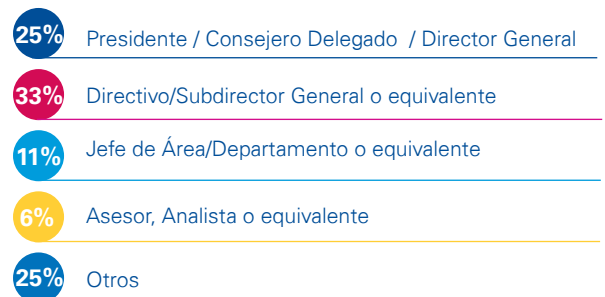 25% Presidente / Consejero Delegado / Director General
33% Directivo/Subdirector General o equivalente
11% Jefe de Área/Departamento o equivalente
6% Asesor, Analista o equivalente
25% Otros